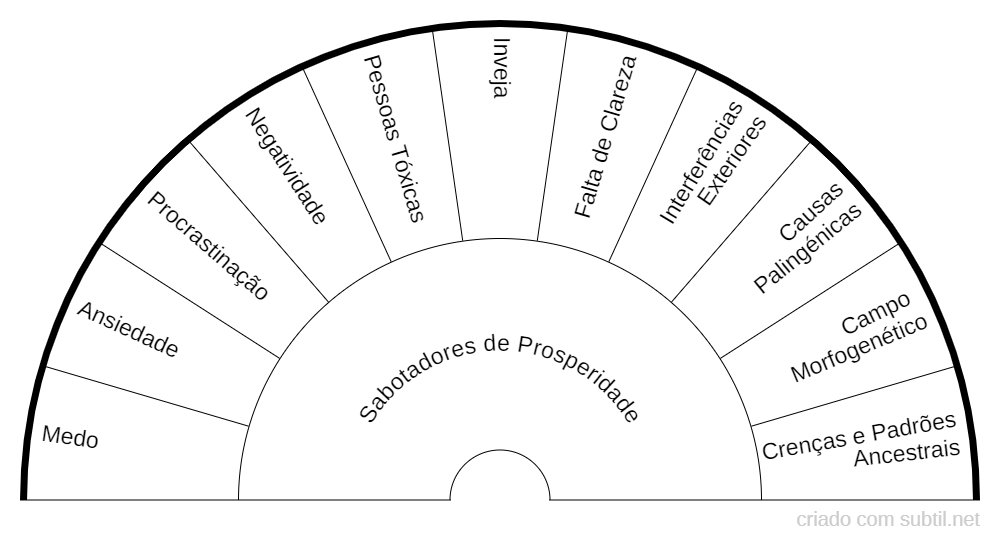 Medo
Ansiedade
Procrastinação
Negatividade
Pessoas Tóxicas
Inveja
Falta de Clareza
Interferências
Exteriores
Causas
Palingénicas
Campo
Morfogenético
Crenças e Padrões
Ancestrais
Sabotadores de Prosperidade
criado com subtil.net